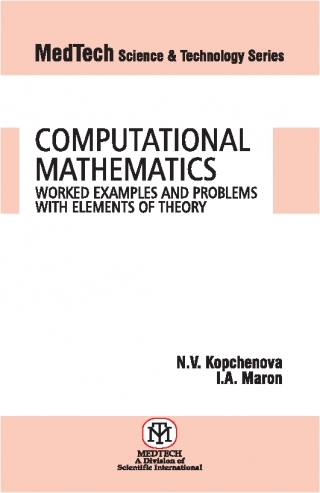 MedTech Science & Technology Series
COMPUTATIONAL
MATHEMATICS
WORKED EXAMPLES AND PROBLEMS
WITH ELEMENTS OF THEORY
N.V. Kopchenova
I.A. Maron
MEDTECH
A Division of
Scientific International